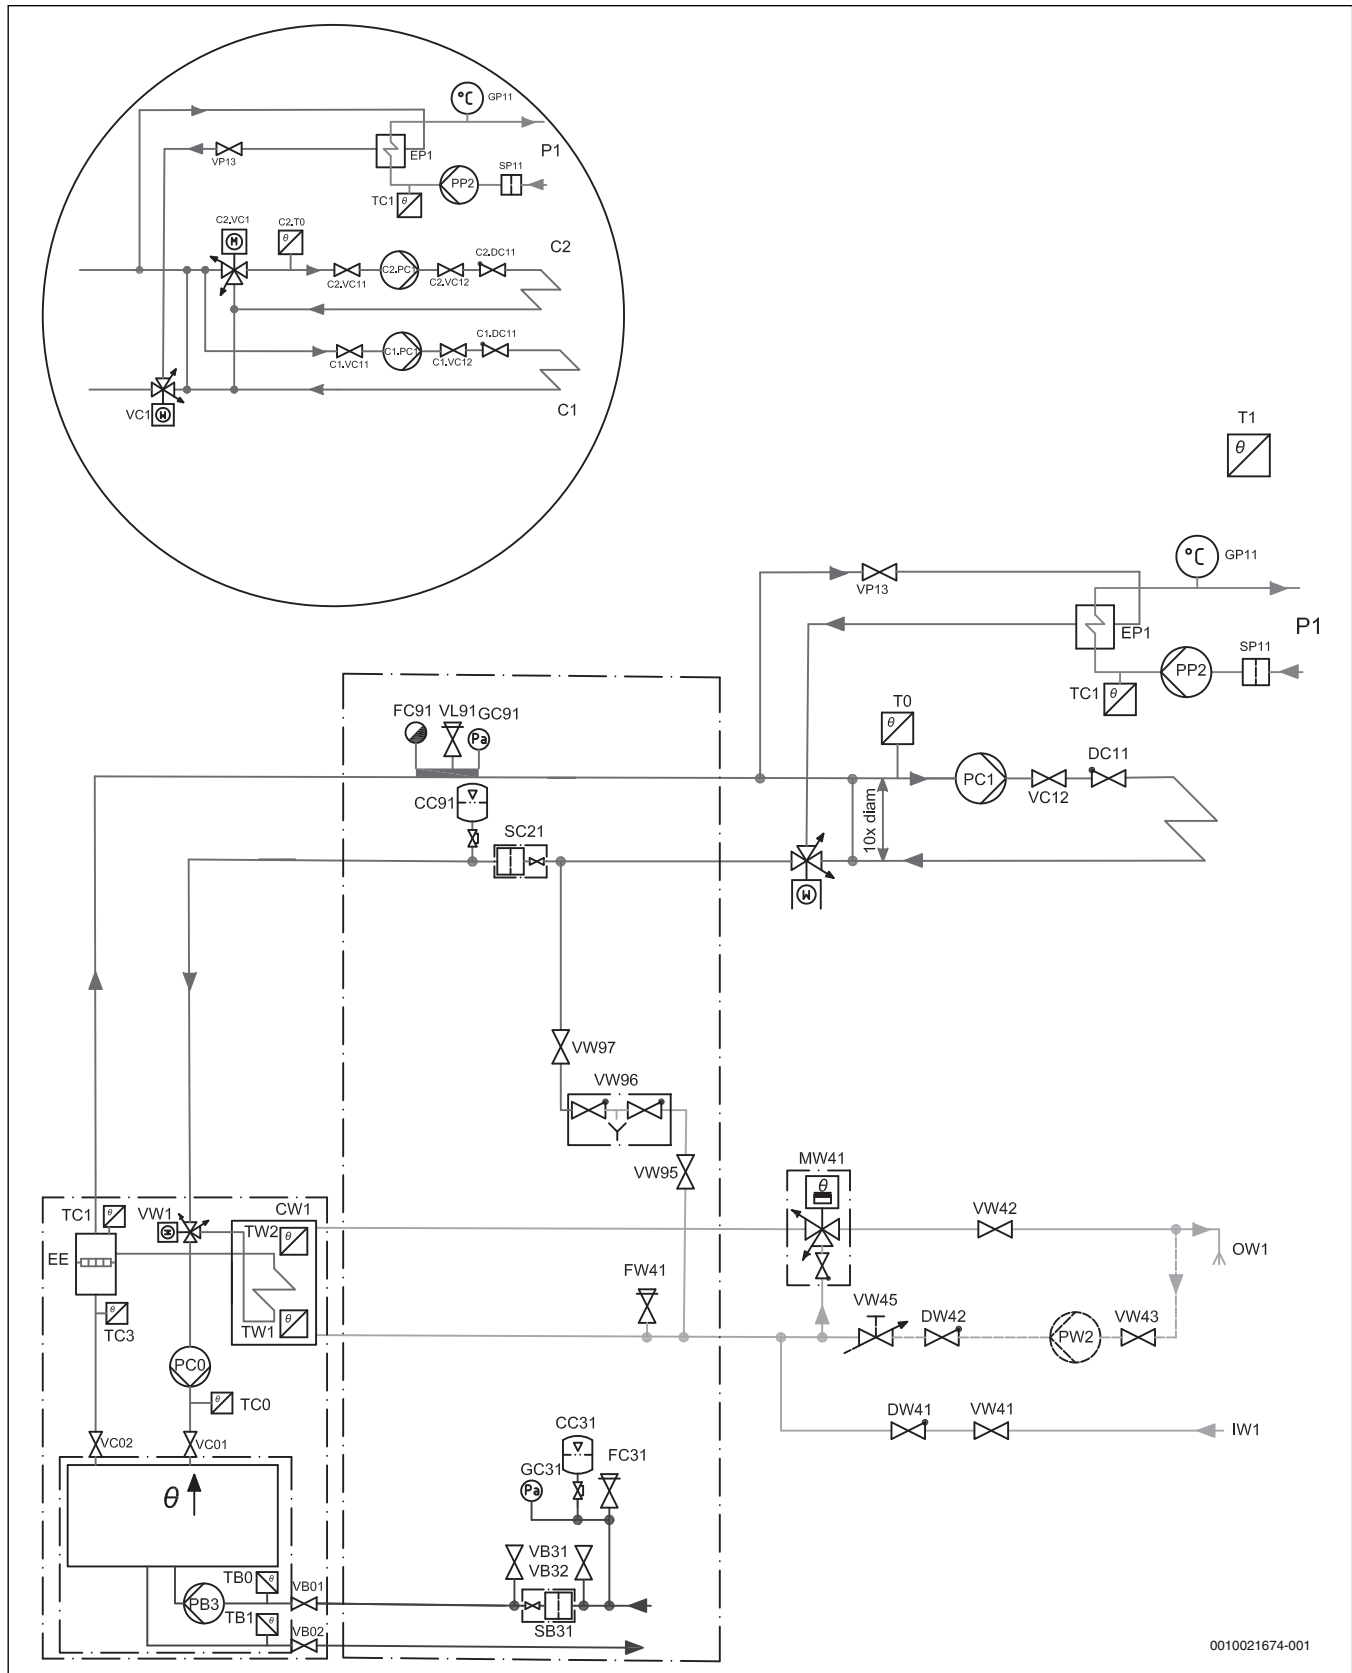 °C
GP11
P1
EP1
VP13
SP11
PP2
TC1
θ
C2.VC1
M
C2.T0
θ
C2
C2.DC11
C2.PC1
C2.VC11
C2.VC12
C1.DC11
C1.PC1
C1.VC11
C1.VC12
C1
VC1
M
T1
θ
°C
GP11
VP13
P1
EP1
SP11
PP2
TC1
θ
T0
θ
FC91
VL91
GC91
Pa
DC11
PC1
VC12
CC91
10x diam
SC21
M
VW97
VW96
VW95
MW41
θ
TC1
θ
VW1
M
CW1
TW2
θ
VW42
OW1
EE
FW41
TW1
θ
VW45
DW42
VW43
PW2
TC3
θ
PC0
TC0
θ
DW41
VW41
IW1
CC31
VC02
VC01
GC31
FC31
Pa
θ
VB31
VB32
TB0
θ
VB01
PB3
TB1
θ
SB31
VB02
0010021674-001